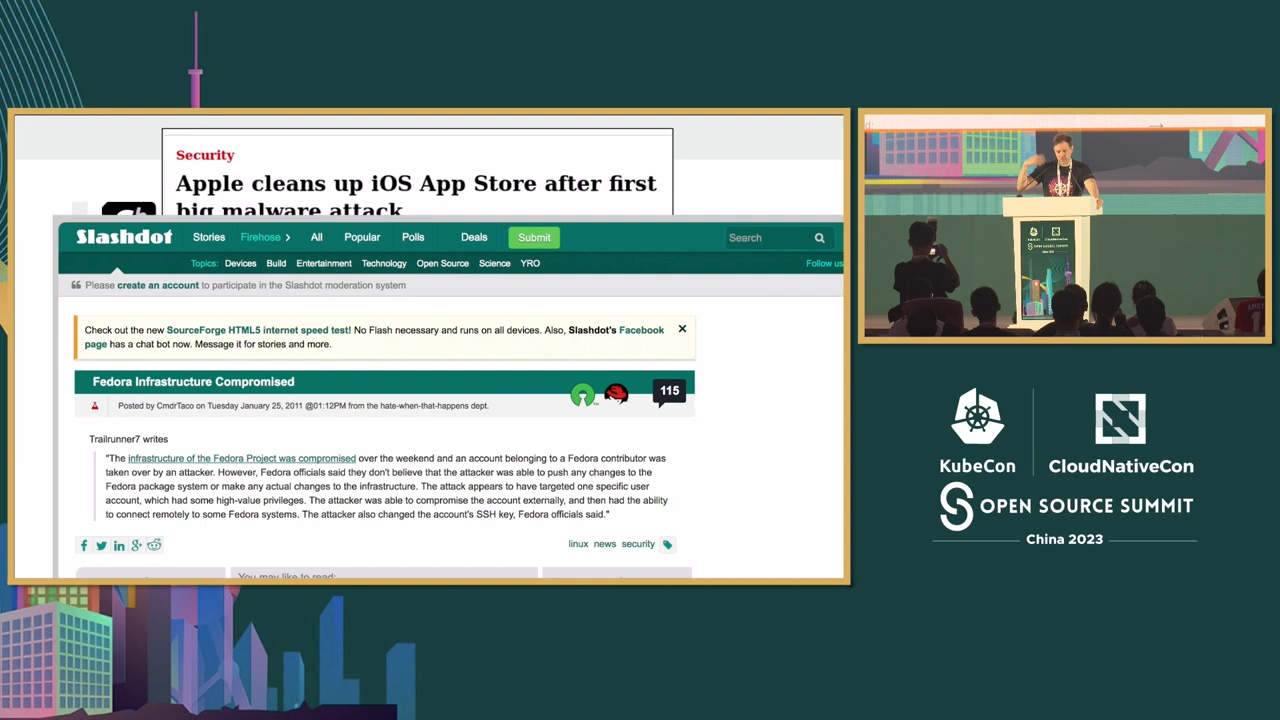 Security
Apple cleans up iOS App Store after first
big malware attack
Slashdot
Stories Firehose All Popular Polls Deals Submit
Search
Topics: Devices Build Entertainment Technology Open Source Science YRO
Follow us
Please create an account to participate in the Slashdot moderation system
Check out the new SourceForge HTML5 internet speed test! No Flash necessary and runs on all devices. Also, Slashdot's Facebook
page has a chat bot now. Message it for stories and more.
Fedora Infrastructure Compromised
115
Posted by CmdrTaco on Tuesday January 25, 2011 @01:12PM from the hate-when-that-happens dept.
Trailrunner7 writes
"The infrastructure of the Fedora Project was compromised over the weekend and an account belonging to a Fedora contributor was
taken over by an attacker. However, Fedora officials said they don't believe that the attacker was able to push any changes to the
Fedora package system or make any actual changes to the infrastructure. The attack appears to have targeted one specific user
account, which had some high-value privileges. The attacker was able to compromise the account externally, and then had the ability
to connect remotely to some Fedora systems. The attacker also changed the account's SSH key, Fedora officials said."
linux news security
You may like to read:
KubeCon
CloudNativeCon
OPEN SOURCE SUMMIT
China 2023